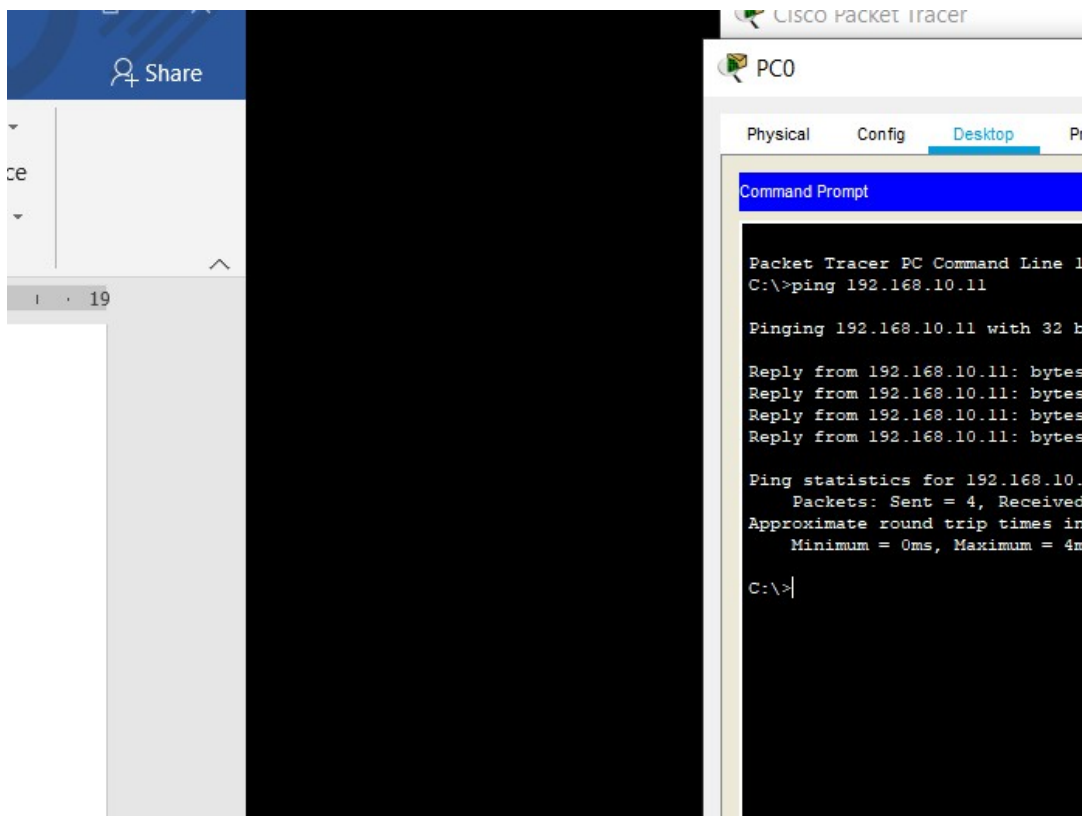 Share
ce
19
Cisco Packet Tracer
PC0
Physical Config Desktop
Command Prompt
Packet Tracer PC Command Line
C:\>ping 192.168.10.11
Pinging 192.168.10.11 with 32
Reply from 192.168.10.11: bytes
Reply from 192.168.10.11: bytes
Reply from 192.168.10.11: bytes
Reply from 192.168.10.11: bytes
Ping statistics for 192.168.10.
Packets: Sent = 4, Received
Approximate round trip times in
Minimum = 0ms, Maximum = 4m
C:\>